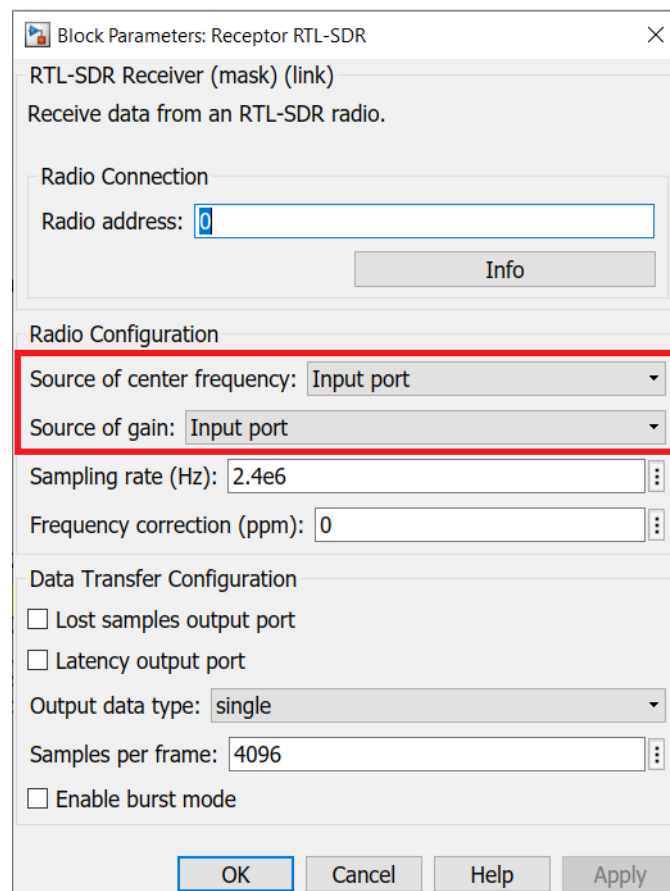 Block Parameters: Receptor RTL-SDR
RTL-SDR Receiver (mask) (link)
Receive data from an RTL-SDR radio.
Radio Connection
Radio address: 0
Info
Radio Configuration
Source of center frequency: Input port
Source of gain: Input port
Sampling rate (Hz): 2.4e6
Frequency correction (ppm): 0
Data Transfer Configuration
Lost samples output port
Latency output port
Output data type: single
Samples per frame: 4096
Enable burst mode
OK Cancel Help Apply